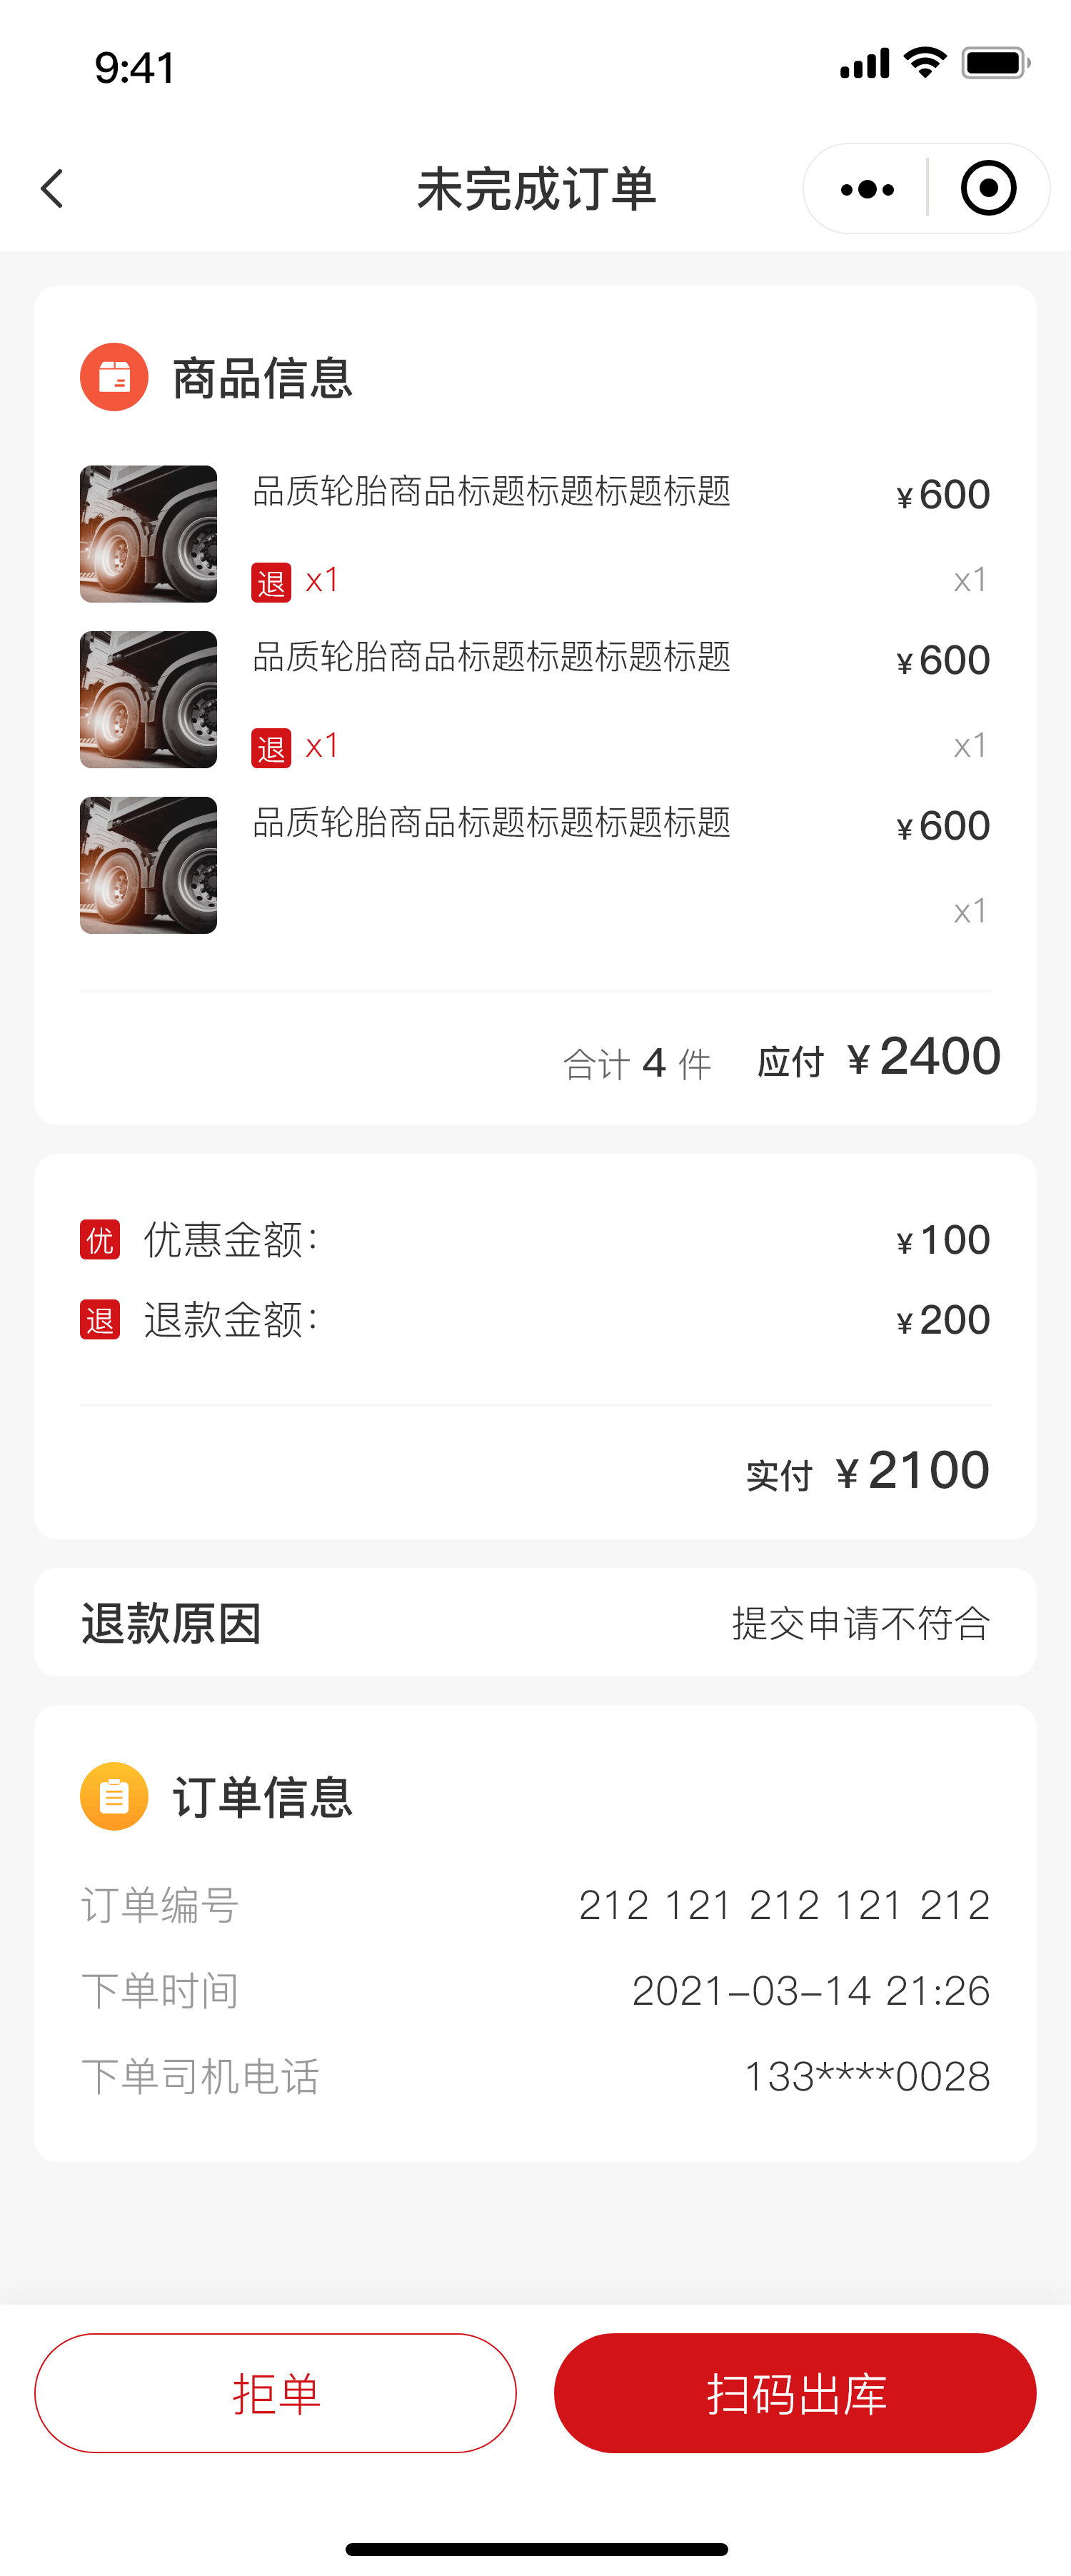 9:41
未完成订单
商品信息
品质轮胎商品标题标题标题标题 ¥600
退 x1 x1
品质轮胎商品标题标题标题标题 ¥600
退 x1 x1
品质轮胎商品标题标题标题标题 ¥600
x1
合计 4 件 应付 ¥2400
优 优惠金额： ¥100
退 退款金额： ¥200
实付 ¥2100
退款原因 提交申请不符合
订单信息
订单编号 212 121 212 121 212
下单时间 2021-03-14 21:26
下单司机电话 133****0028
拒单 扫码出库